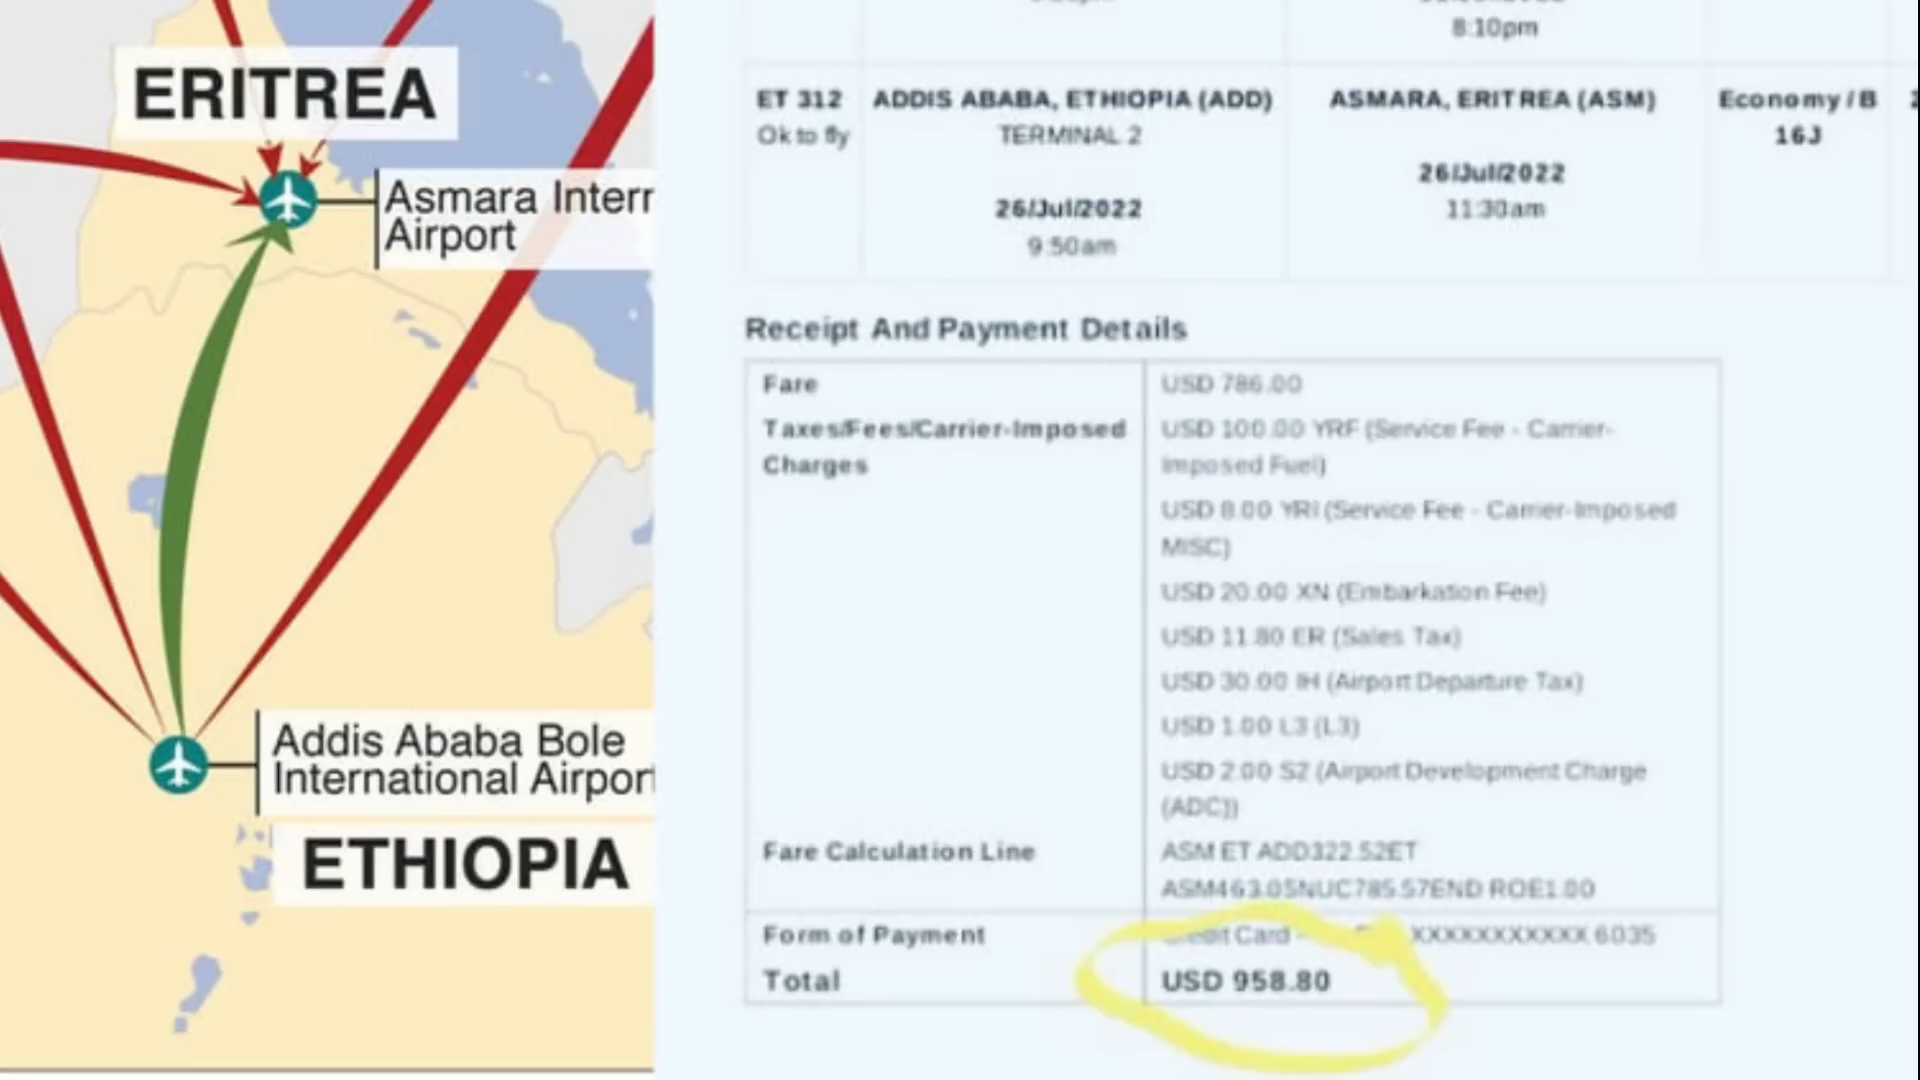 ERITREA
Asmara Intern
Airport
Addis Ababa Bole
International Airport
ETHIOPIA
8:10pm
ET 312 ADDIS ABABA, ETHIOPIA (ADD) ASMARA, ERITREA (ASM) Economy / B
Ok to fly TERMINAL 2 16J
26/Jul/2022 26/Jul/2022
9:50am 11:30am
Receipt And Payment Details
Fare USD 786.00
Taxes/Fees/Carrier-Imposed Charges USD 100.00 YRF (Service Fee - Carrier-
Imposed Fuel)
USD 8.00 YRI (Service Fee - Carrier-Imposed
MISC)
USD 20.00 XN (Embarkation Fee)
USD 11.80 ER (Sales Tax)
USD 30.00 IH (Airport Departure Tax)
USD 1.00 L3 (L3)
USD 2.00 S2 (Airport Development Charge
(ADC))
Fare Calculation Line ASM ET ADD322.52ET
ASM463.05NUC785.57END ROE1.00
Form of Payment Credit Card - XXXXXXXXXXX 6035
Total USD 958.80